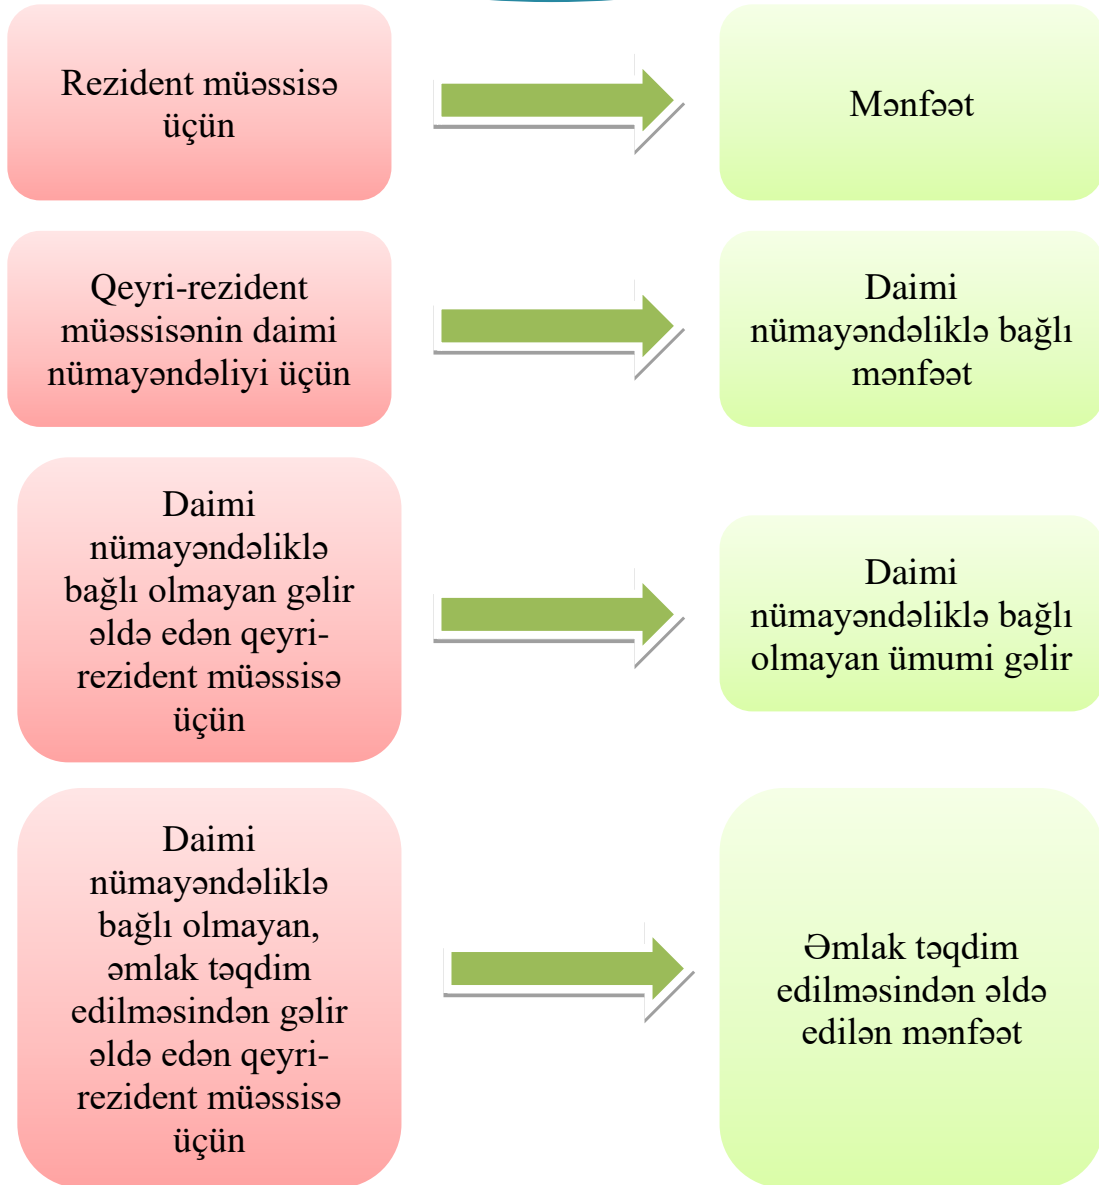 Rezident müəssisə
üçün
Mənfəət
Qeyri-rezident
müəssisənin daimi
nümayəndəliyi üçün
Daimi
nümayəndəliklə bağlı
mənfəət
Daimi
nümayəndəliklə
bağlı olmayan gəlir
əldə edən qeyri-
rezident müəssisə
üçün
Daimi
nümayəndəliklə bağlı
olmayan ümumi gəlir
Daimi
nümayəndəliklə
bağlı olmayan,
əmlak təqdim
edilməsindən gəlir
əldə edən qeyri-
rezident müəssisə
üçün
Əmlak təqdim
edilməsindən əldə
edilən mənfəət